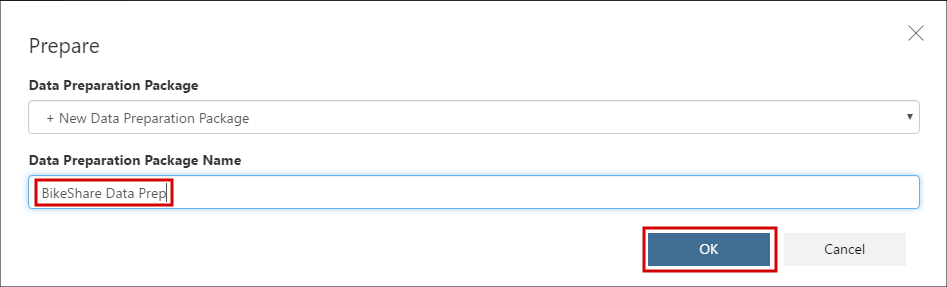 Prepare
Data Preparation Package
+ New Data Preparation Package
Data Preparation Package Name
BikeShare Data Prep
OK Cancel